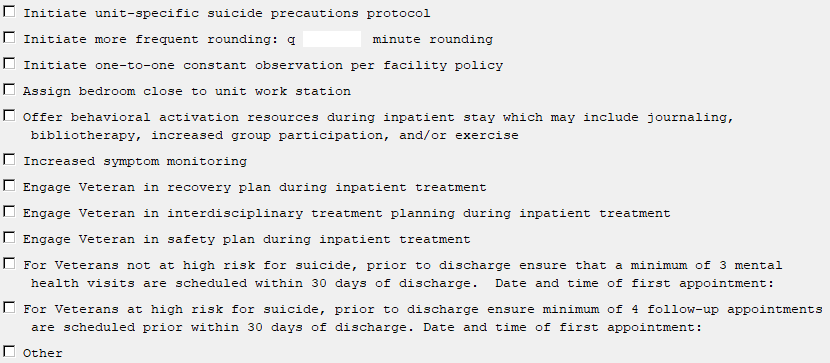 Initiate unit-specific suicide precautions protocol
Initiate more frequent rounding: q minute rounding
Initiate one-to-one constant observation per facility policy
Assign bedroom close to unit work station
Offer behavioral activation resources during inpatient stay which may include journaling,
bibliotherapy, increased group participation, and/or exercise
Increased symptom monitoring
Engage Veteran in recovery plan during inpatient treatment
Engage Veteran in interdisciplinary treatment planning during inpatient treatment
Engage Veteran in safety plan during inpatient treatment
For Veterans not at high risk for suicide, prior to discharge ensure that a minimum of 3 mental
health visits are scheduled within 30 days of discharge.  Date and time of first appointment:
For Veterans at high risk for suicide, prior to discharge ensure minimum of 4 follow-up appointments
are scheduled prior within 30 days of discharge. Date and time of first appointment:
Other